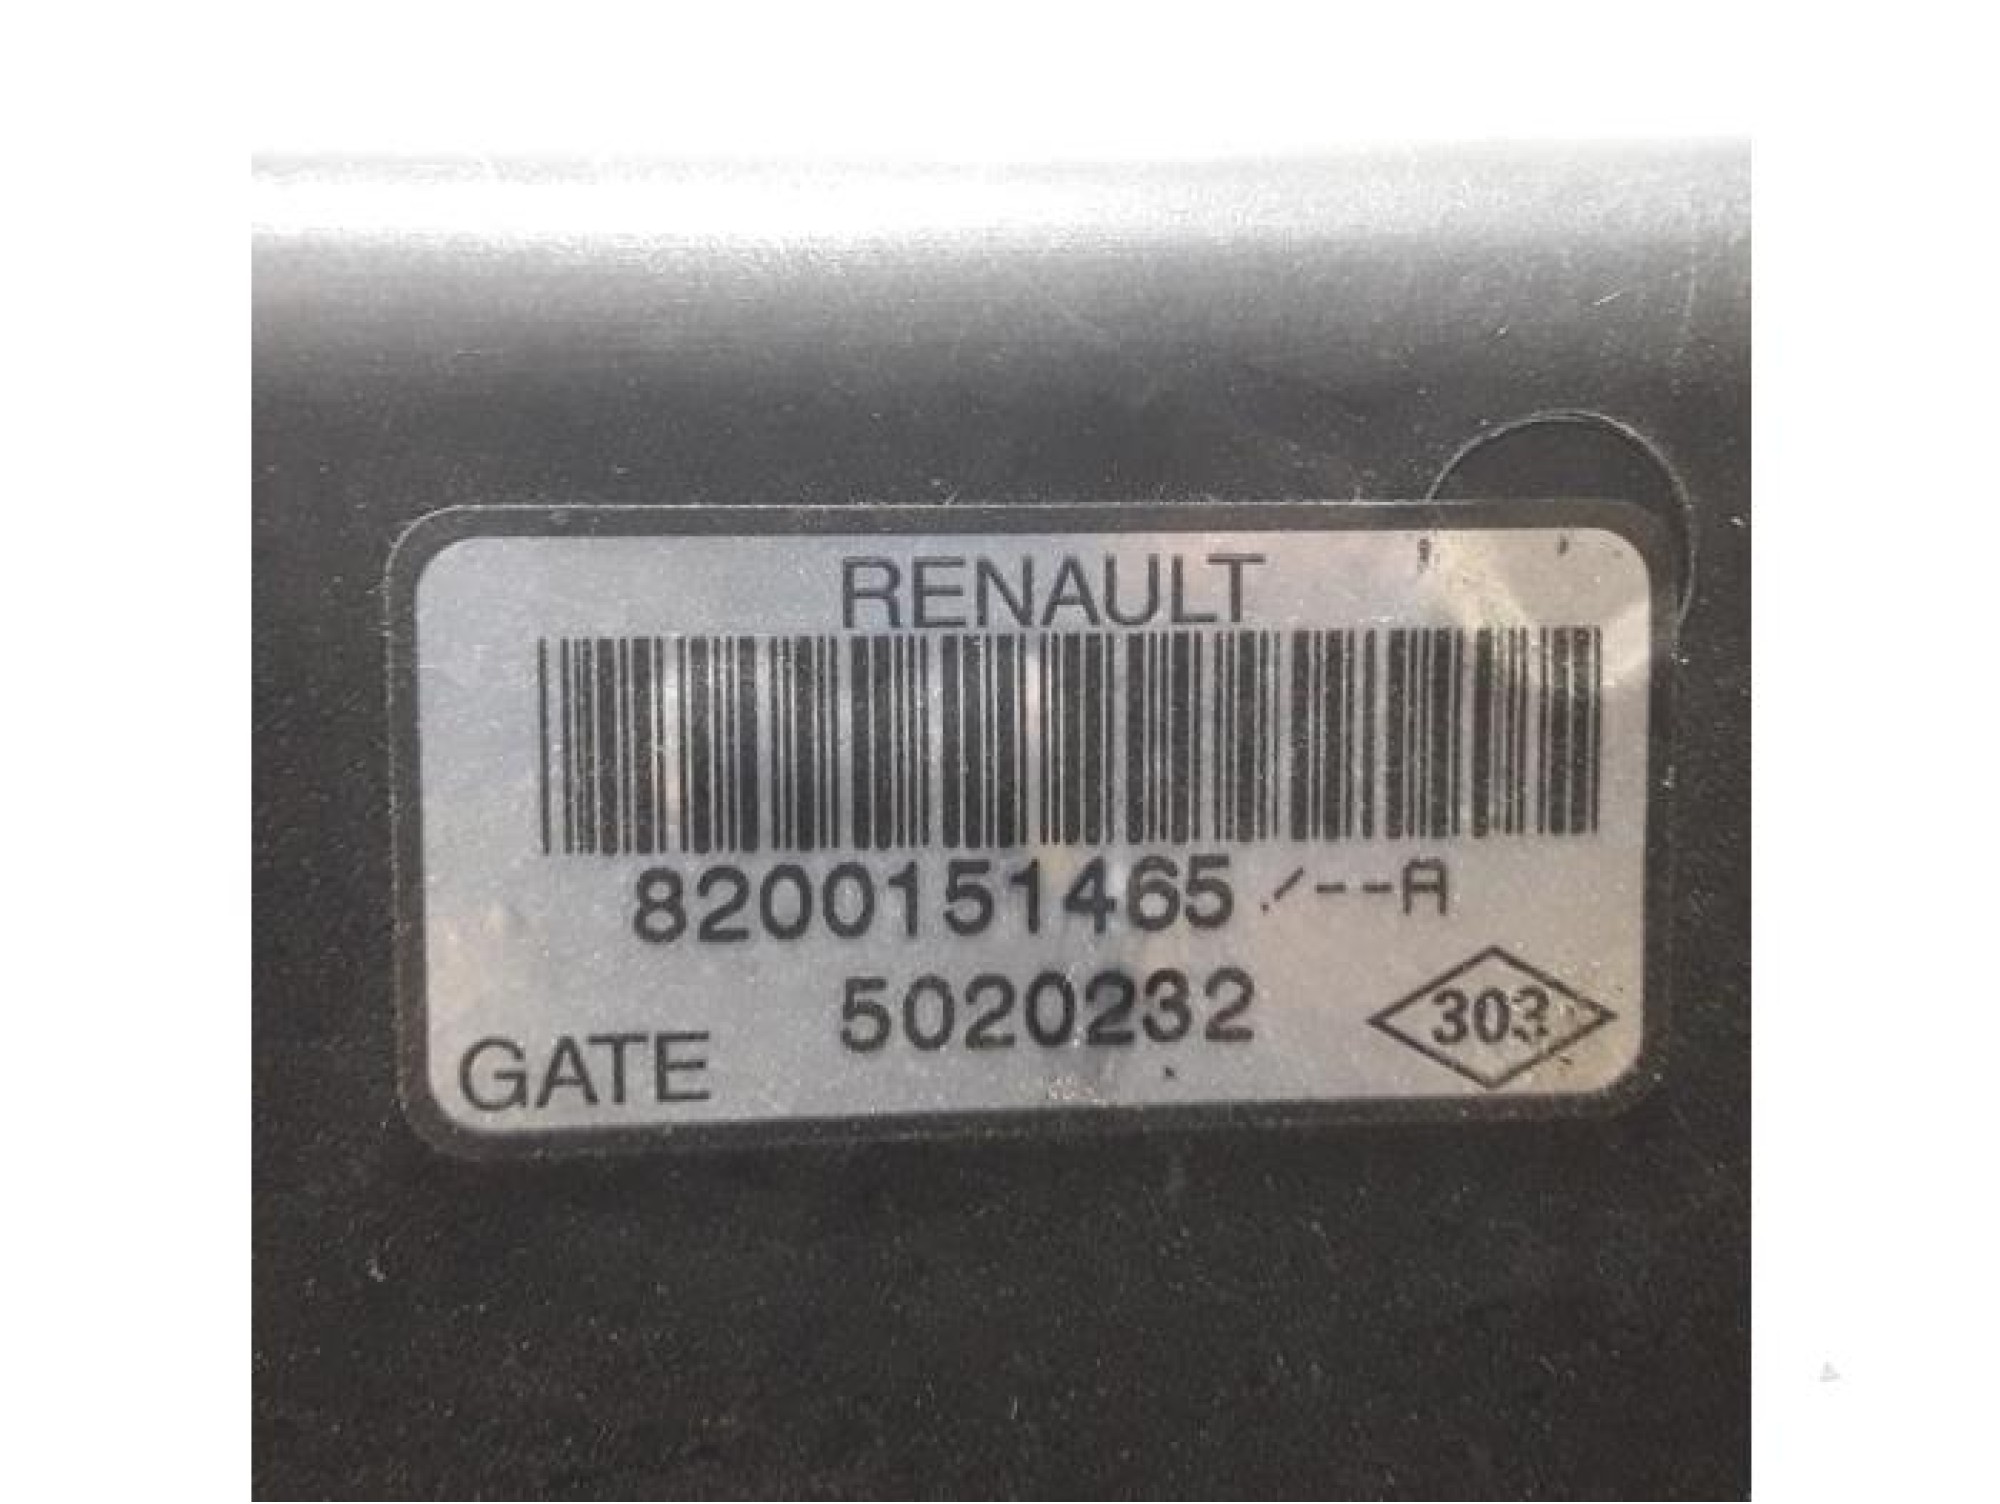 RENAULT
8200151465 /--A
5020232
303
GATE